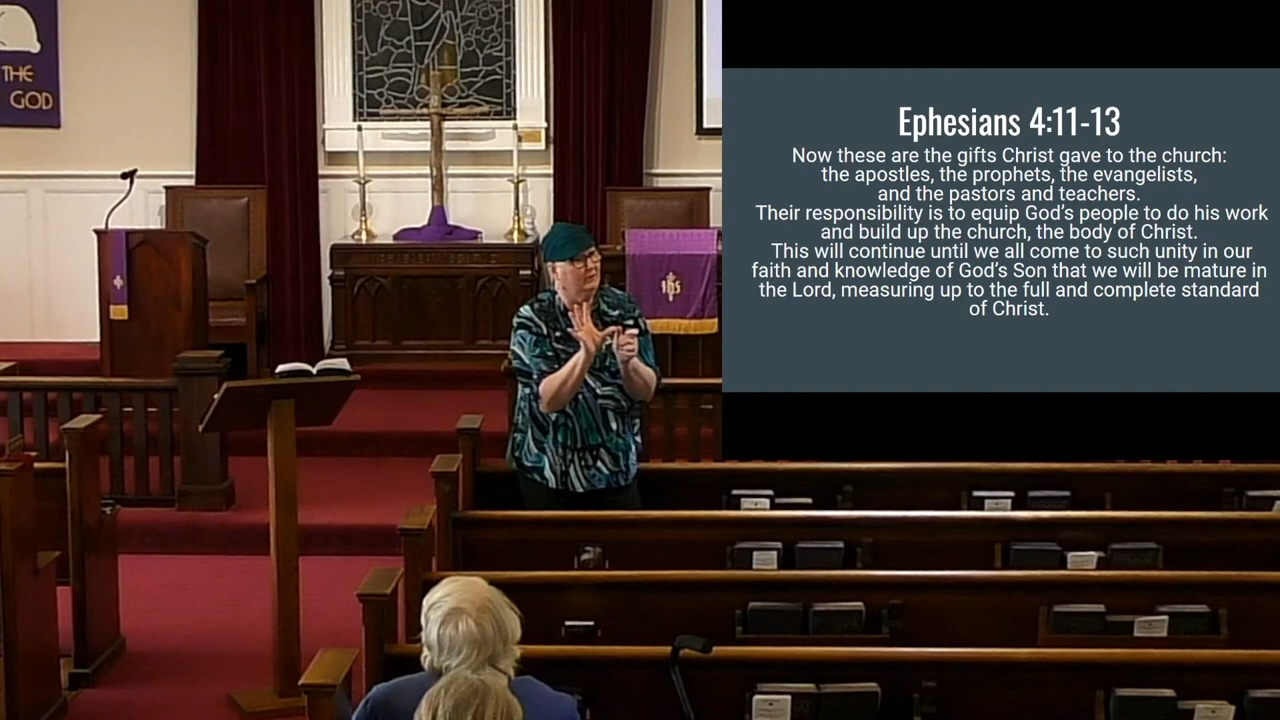 THE
GOD
ihs
Ephesians 4:11-13
Now these are the gifts Christ gave to the church:
the apostles, the prophets, the evangelists,
and the pastors and teachers.
Their responsibility is to equip God's people to do his work
and build up the church, the body of Christ.
This will continue until we all come to such unity in our
faith and knowledge of God's Son that we will be mature in
the Lord, measuring up to the full and complete standard
of Christ.